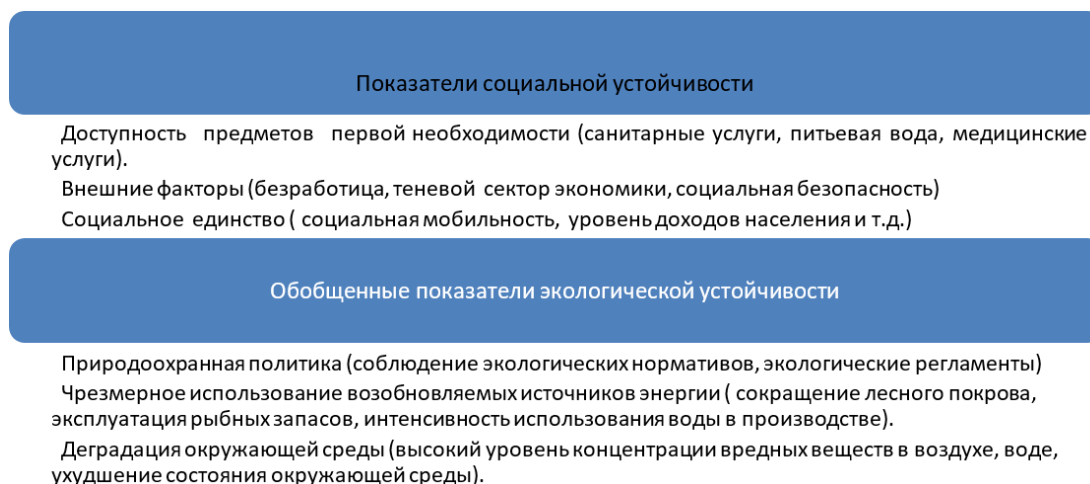 Показатели социальной устойчивости
Доступность предметов первой необходимости (санитарные услуги, питьевая вода, медицинские
услуги).
Внешние факторы (безработица, теневой сектор экономики, социальная безопасность)
Социальное единство ( социальная мобильность, уровень доходов населения и т.д.)
Обобщенные показатели экологической устойчивости
Природоохранная политика (соблюдение экологических нормативов, экологические регламенты)
Чрезмерное использование возобновляемых источников энергии ( сокращение лесного покрова,
эксплуатация рыбных запасов, интенсивность использования воды в производстве).
Деградация окружающей среды (высокий уровень концентрации вредных веществ в воздухе, воде,
ухудшение состояния окружающей среды).